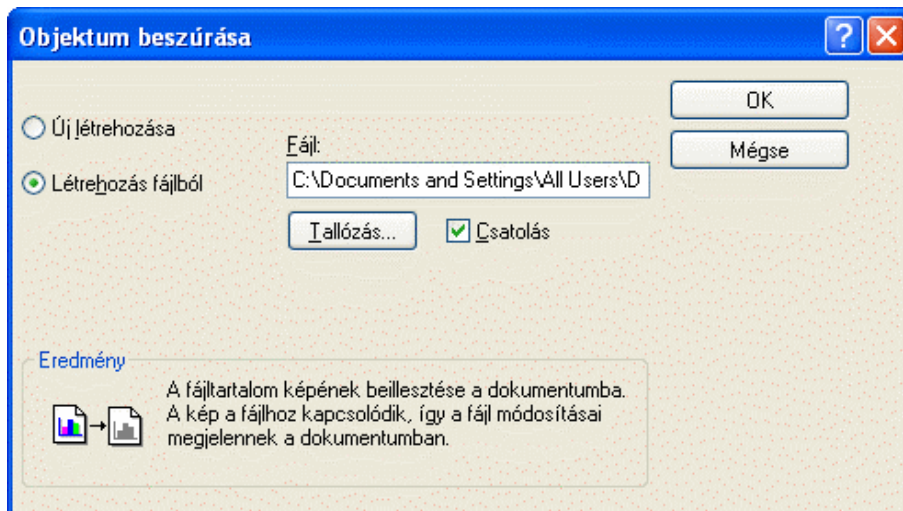 Objektum beszúrása
OK
Új létrehozása
Fájl:
Mégse
Létrehozás fájlból
C:\Documents and Settings\All Users\D
Tallózás...
Csatolás
Eredmény
A fájltartalom képének beillesztése a dokumentumba.
A kép a fájlhoz kapcsolódik, így a fájl módosításai
megjelennek a dokumentumban.